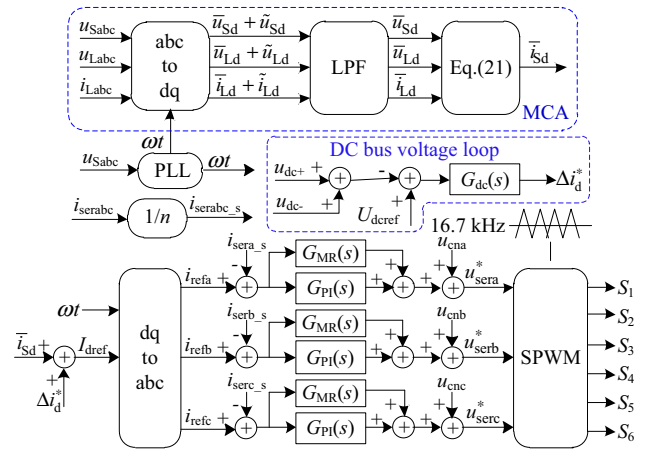 u_Sabc
u_Labc
i_Labc
abc
to
dq
ū_Sd + ũ_Sd
ū_Ld + ũ_Ld
ī_Ld + ĩ_Ld
LPF
ū_Sd
ū_Ld
ī_Ld
Eq.(21)
ī_Sd
MCA
ωt
u_Sabc
PLL
ωt
i_serabc
1/n
i_serabc_s
DC bus voltage loop
u_dc+
+
+
u_dc-
-
+
U_dcref
G_dc(s)
Δi_d^*
16.7 kHz
ωt
ī_Sd
+
+
Δi_d^*
I_dref
dq
to
abc
i_refa
+
-
i_sera_s
G_MR(s)
G_PI(s)
+
+
+
+
u_cna
u_sera^*
i_refb
+
-
i_serb_s
G_MR(s)
G_PI(s)
+
+
+
+
u_cnb
u_serb^*
i_refc
+
-
i_serc_s
G_MR(s)
G_PI(s)
+
+
+
+
u_cnc
u_serc^*
SPWM
S_1
S_2
S_3
S_4
S_5
S_6